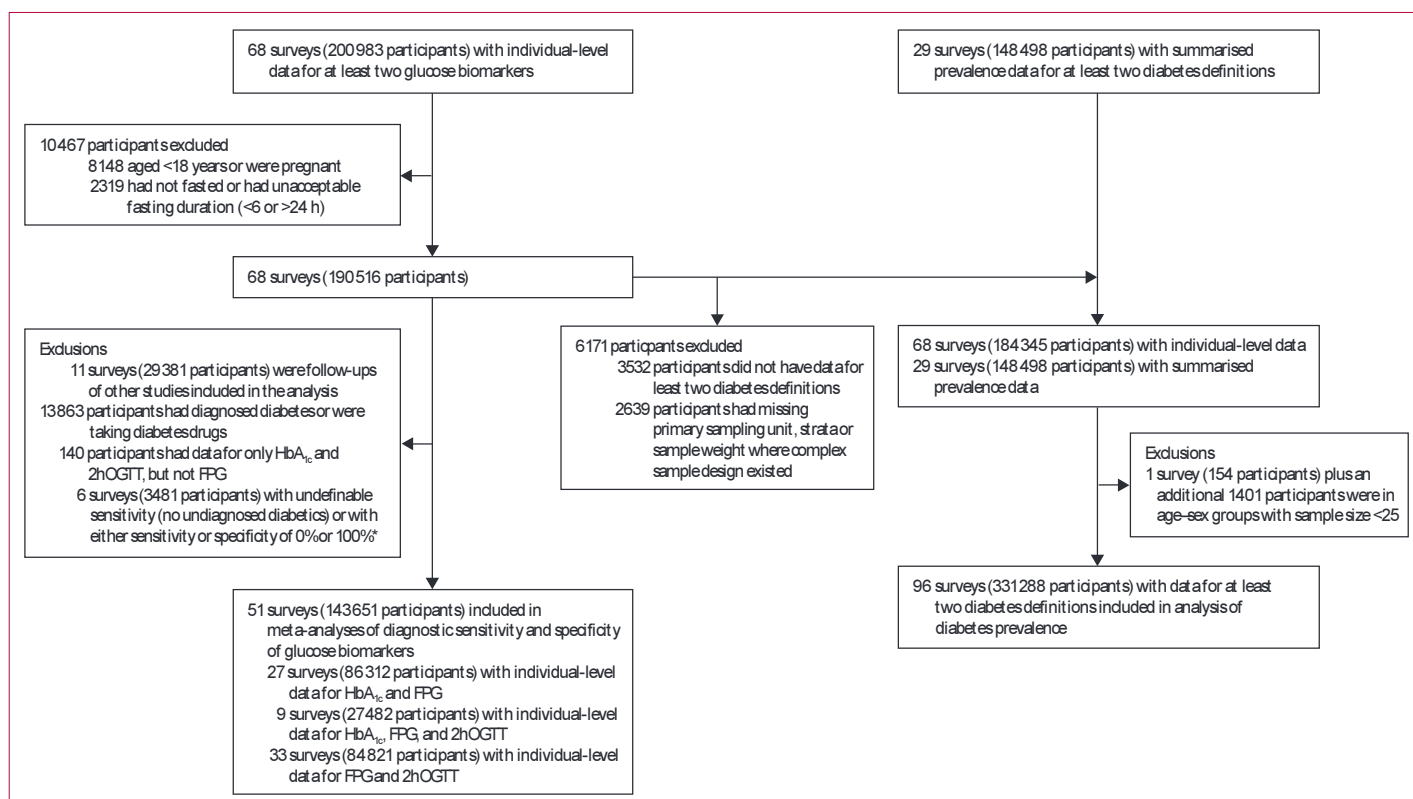 68 surveys (200 983 participants) with individual-level
data for at least two glucose biomarkers
29 surveys (148 498 participants) with summarised
prevalence data for at least two diabetes definitions
10 467 participants excluded
8148 aged <18 years or were pregnant
2319 had not fasted or had unacceptable
fasting duration (<6 or >24 h)
68 surveys (190 516 participants)
Exclusions
11 surveys (29 381 participants) were follow-ups
of other studies included in the analysis
13 863 participants had diagnosed diabetes or were
taking diabetes drugs
140 participants had data for only HbA1c and
2hOGTT, but not FPG
6 surveys (3481 participants) with undefinable
sensitivity (no undiagnosed diabetics) or with
either sensitivity or specificity of 0% or 100%*
6171 particpants excluded
3532 participants did not have data for
least two diabetes definitions
2639 participants had missing
primary sampling unit, strata or
sample weight where complex
sample design existed
68 surveys (184 345 participants) with individual-level data
29 surveys (148 498 participants) with summarised
prevalence data
Exclusions
1 survey (154 participants) plus an
additional 1401 participants were in
age–sex groups with sample size <25
51 surveys (143 651 participants) included in
meta-analyses of diagnostic sensitivity and specificity
of glucose biomarkers
27 surveys (86 312 participants) with individual-level
data for HbA1c and FPG
9 surveys (27 482 participants) with individual-level
data for HbA1c, FPG, and 2hOGTT
33 surveys (84 821 participants) with individual-level
data for FPG and 2hOGTT
96 surveys (331 288 participants) with data for at least
two diabetes definitions included in analysis of
diabetes prevalence